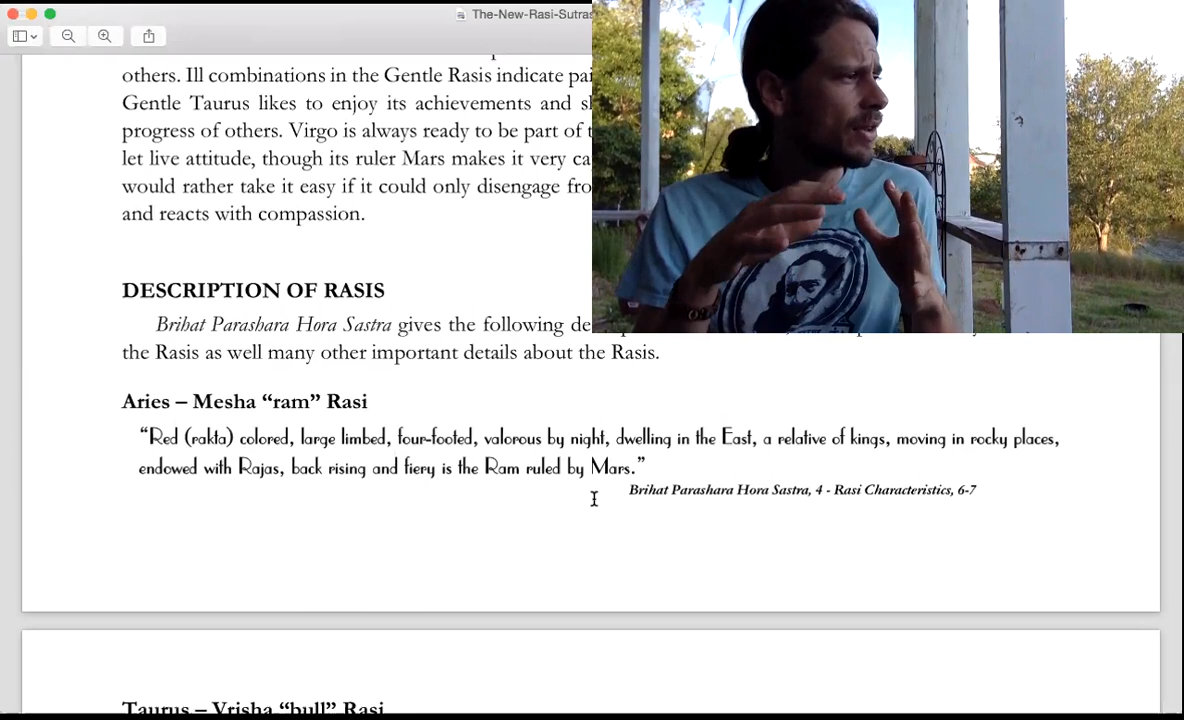 The-New-Rasi-Sutras
others. Ill combinations in the Gentle Rasis indicate
Gentle Taurus likes to enjoy its achievements and
progress of others. Virgo is always ready to be part of
let live attitude, though its ruler Mars makes it very
would rather take it easy if it could only disengage
and reacts with compassion.
DESCRIPTION OF RASIS
Brihat Parashara Hora Sastra gives the following
the Rasis as well many other important details about the Rasis.
Aries – Mesha “ram” Rasi
“Red (rakta) colored, large limbed, four-footed, valorous by night, dwelling in the East, a relative of kings, moving in rocky places,
endowed with Rajas, back rising and fiery is the Ram ruled by Mars.”
Brihat Parashara Hora Sastra, 4 - Rasi Characteristics, 6-7
Taurus – Vrisha “bull” Rasi